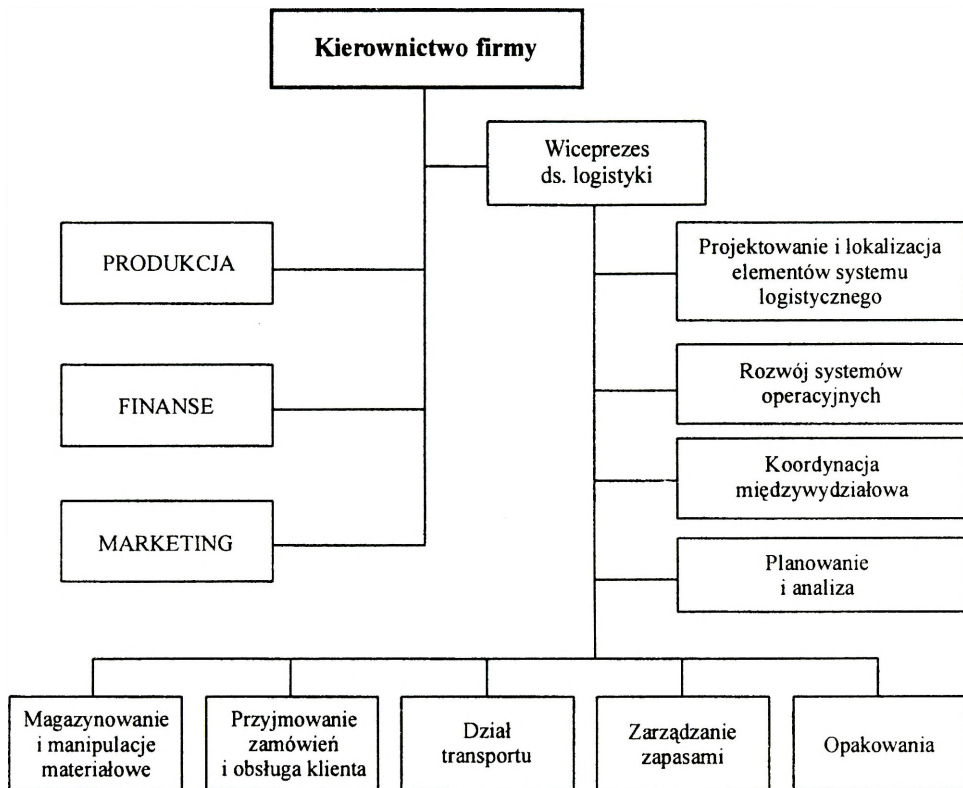 Kierownictwo firmy
Wiceprezes
ds. logistyki
PRODUKCJA
FINANSE
MARKETING
Projektowanie i lokalizacja
elementów systemu
logistycznego
Rozwój systemów
operacyjnych
Koordynacja
międzywydziałowa
Planowanie
i analiza
Magazynowanie
i manipulacje
materiałowe
Przyjmowanie
zamówień
i obsługa klienta
Dział
transportu
Zarządzanie
zapasami
Opakowania